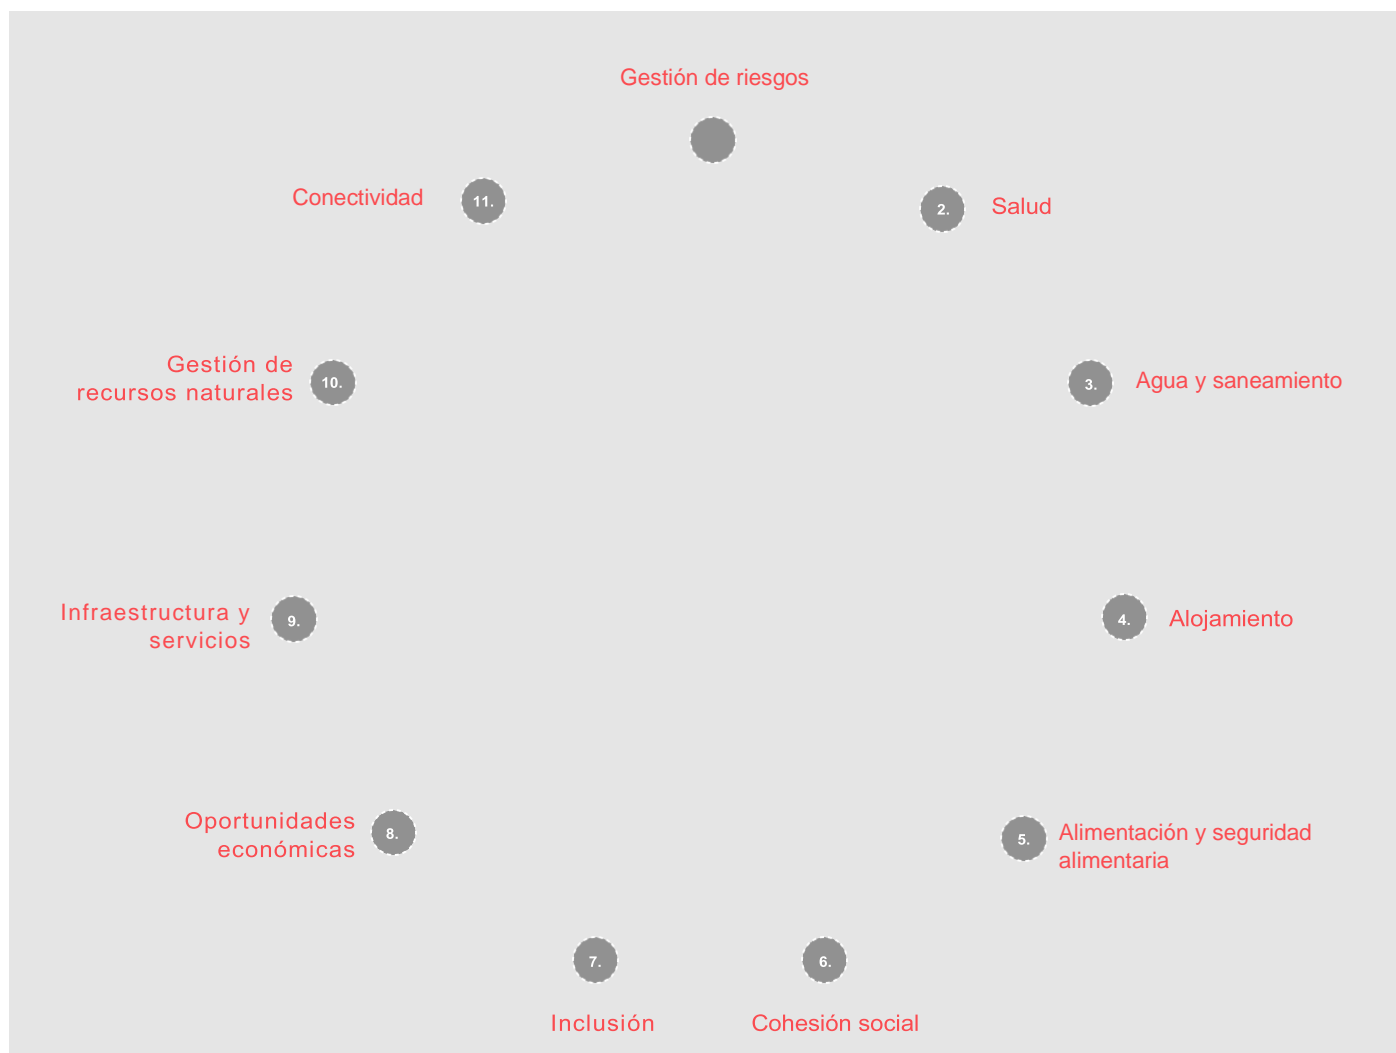 Gestión de riesgos
Conectividad
11.
2.
Salud
Gestión de
recursos naturales
10.
3.
Agua y saneamiento
Infraestructura y
servicios
9.
4.
Alojamiento
Oportunidades
económicas
8.
5.
Alimentación y seguridad
alimentaria
7.
6.
Inclusión
Cohesión social